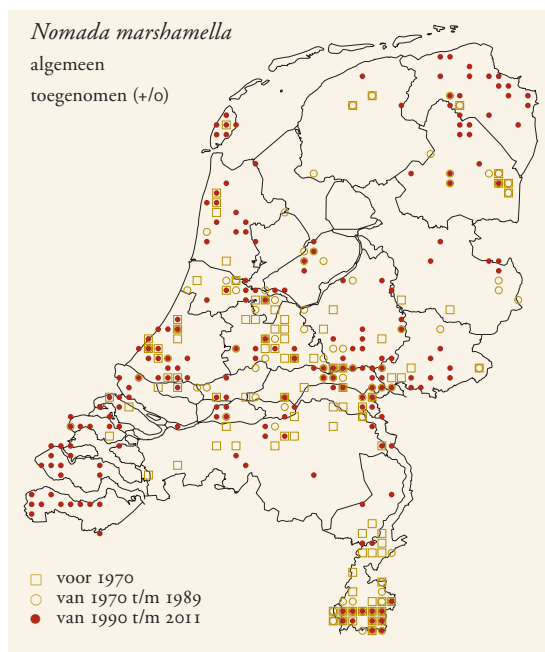 Nomada marshamella
algemeen
toegenomen (+/0)
voor 1970
van 1970 t/m 1989
van 1990 t/m 2011